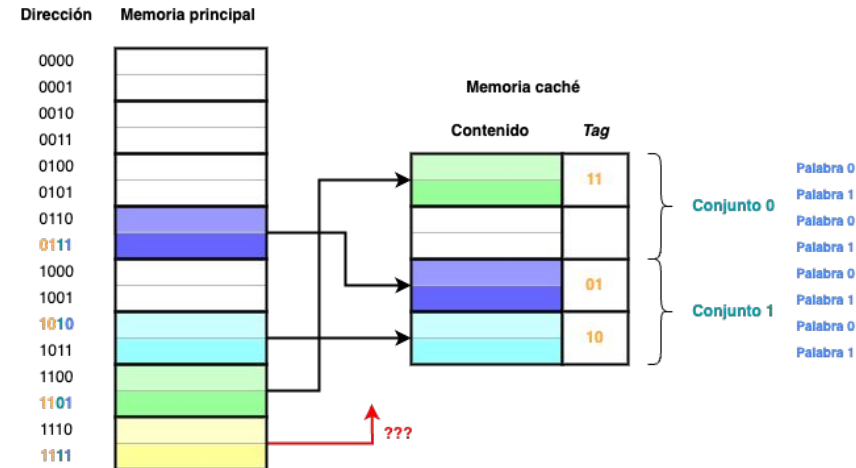 Dirección Memoria principal
0000
0001
0010
0011
0100
0101
0110
0111
1000
1001
1010
1011
1100
1101
1110
1111
???
Memoria caché
Contenido Tag
11
01
10
Conjunto 0
Conjunto 1
Palabra 0
Palabra 1
Palabra 0
Palabra 1
Palabra 0
Palabra 1
Palabra 0
Palabra 1